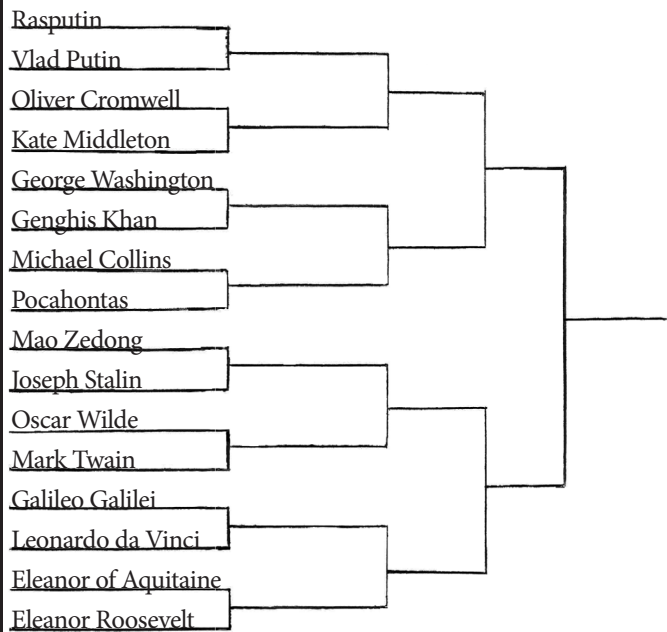 Rasputin
Vlad Putin
Oliver Cromwell
Kate Middleton
George Washington
Genghis Khan
Michael Collins
Pocahontas
Mao Zedong
Joseph Stalin
Oscar Wilde
Mark Twain
Galileo Galilei
Leonardo da Vinci
Eleanor of Aquitaine
Eleanor Roosevelt